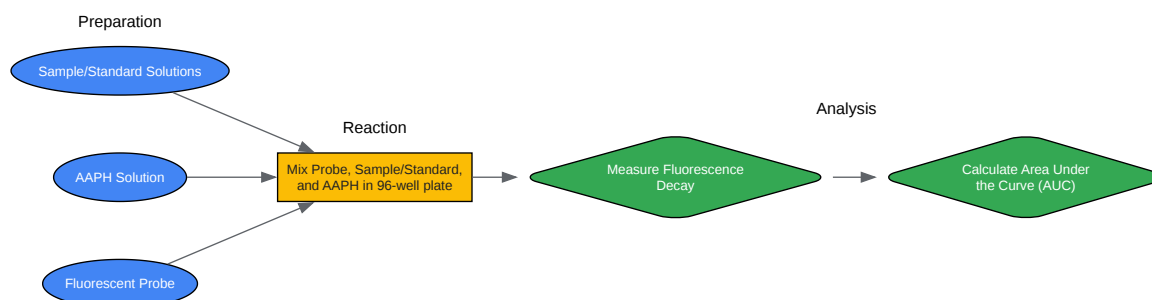 Preparation
Sample/Standard Solutions
AAPH Solution
Fluorescent Probe
Reaction
Mix Probe, Sample/Standard,
and AAPH in 96-well plate
Analysis
Measure Fluorescence
Decay
Calculate Area Under
the Curve (AUC)